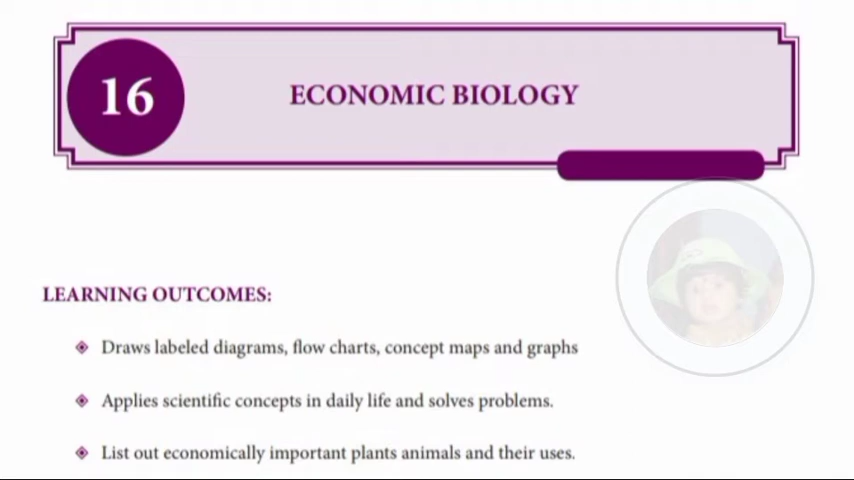 16
ECONOMIC BIOLOGY
LEARNING OUTCOMES:
Draws labeled diagrams, flow charts, concept maps and graphs
Applies scientific concepts in daily life and solves problems.
List out economically important plants animals and their uses.